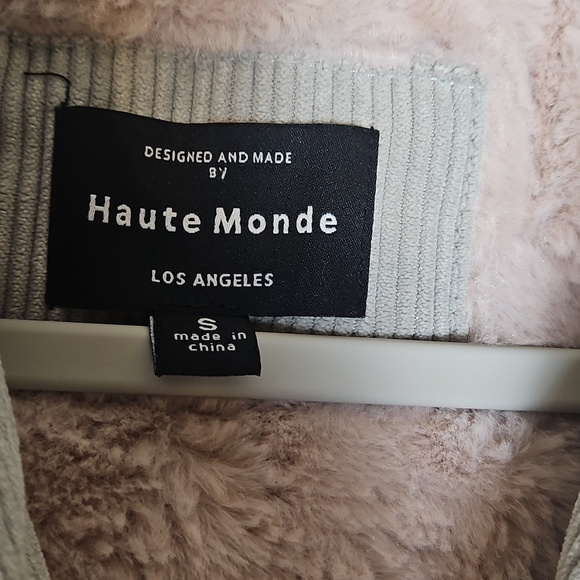 DESIGNED AND MADE
BY
Haute Monde
LOS ANGELES
S
made in
china